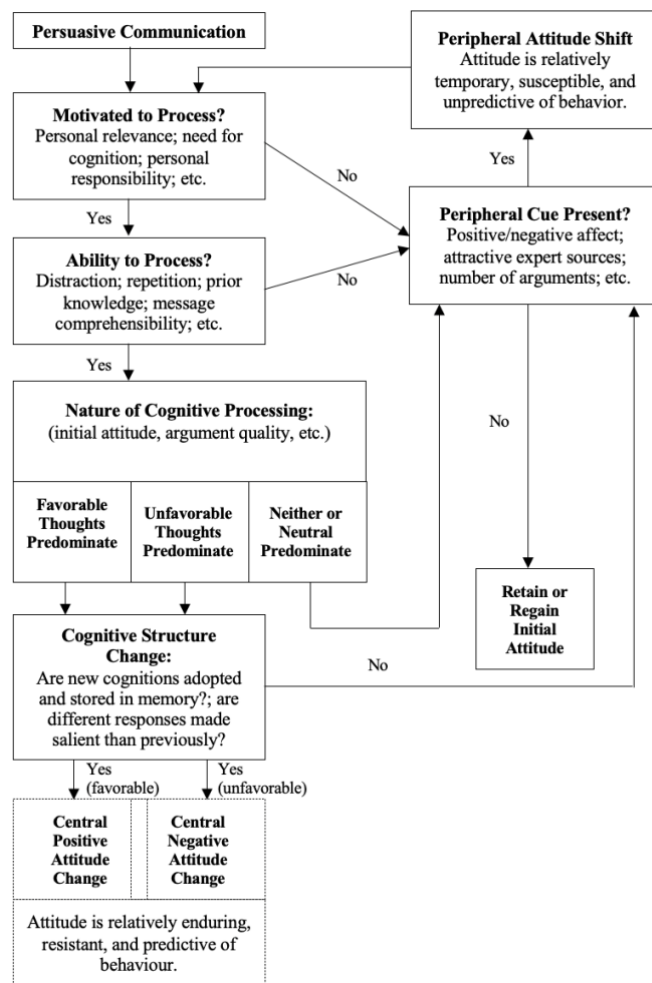 Persuasive Communication
Peripheral Attitude Shift
Attitude is relatively
temporary, susceptible, and
unpredictive of behavior.
Motivated to Process?
Personal relevance; need for
cognition; personal
responsibility; etc.
No
Yes
Yes
Peripheral Cue Present?
Positive/negative affect;
attractive expert sources;
number of arguments; etc.
Ability to Process?
Distraction; repetition; prior
knowledge; message
comprehensibility; etc.
No
Yes
Nature of Cognitive Processing:
(initial attitude, argument quality, etc.)
No
Favorable
Thoughts
Predominate
Unfavorable
Thoughts
Predominate
Neither or
Neutral
Predominate
Retain or
Regain
Initial
Attitude
Cognitive Structure
Change:
Are new cognitions adopted
and stored in memory?; are
different responses made
salient than previously?
No
Yes
(favorable)
Yes
(unfavorable)
Central
Positive
Attitude
Change
Central
Negative
Attitude
Change
Attitude is relatively enduring,
resistant, and predictive of
behaviour.